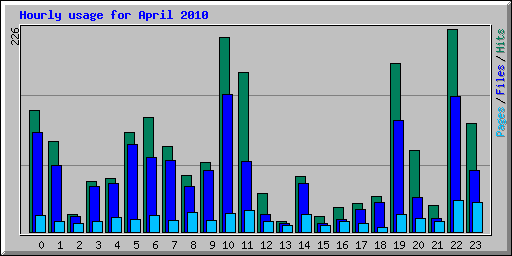 Hourly usage for April 2010
226
Pages/Files/Hits
0 1 2 3 4 5 6 7 8 9 10 11 12 13 14 15 16 17 18 19 20 21 22 23